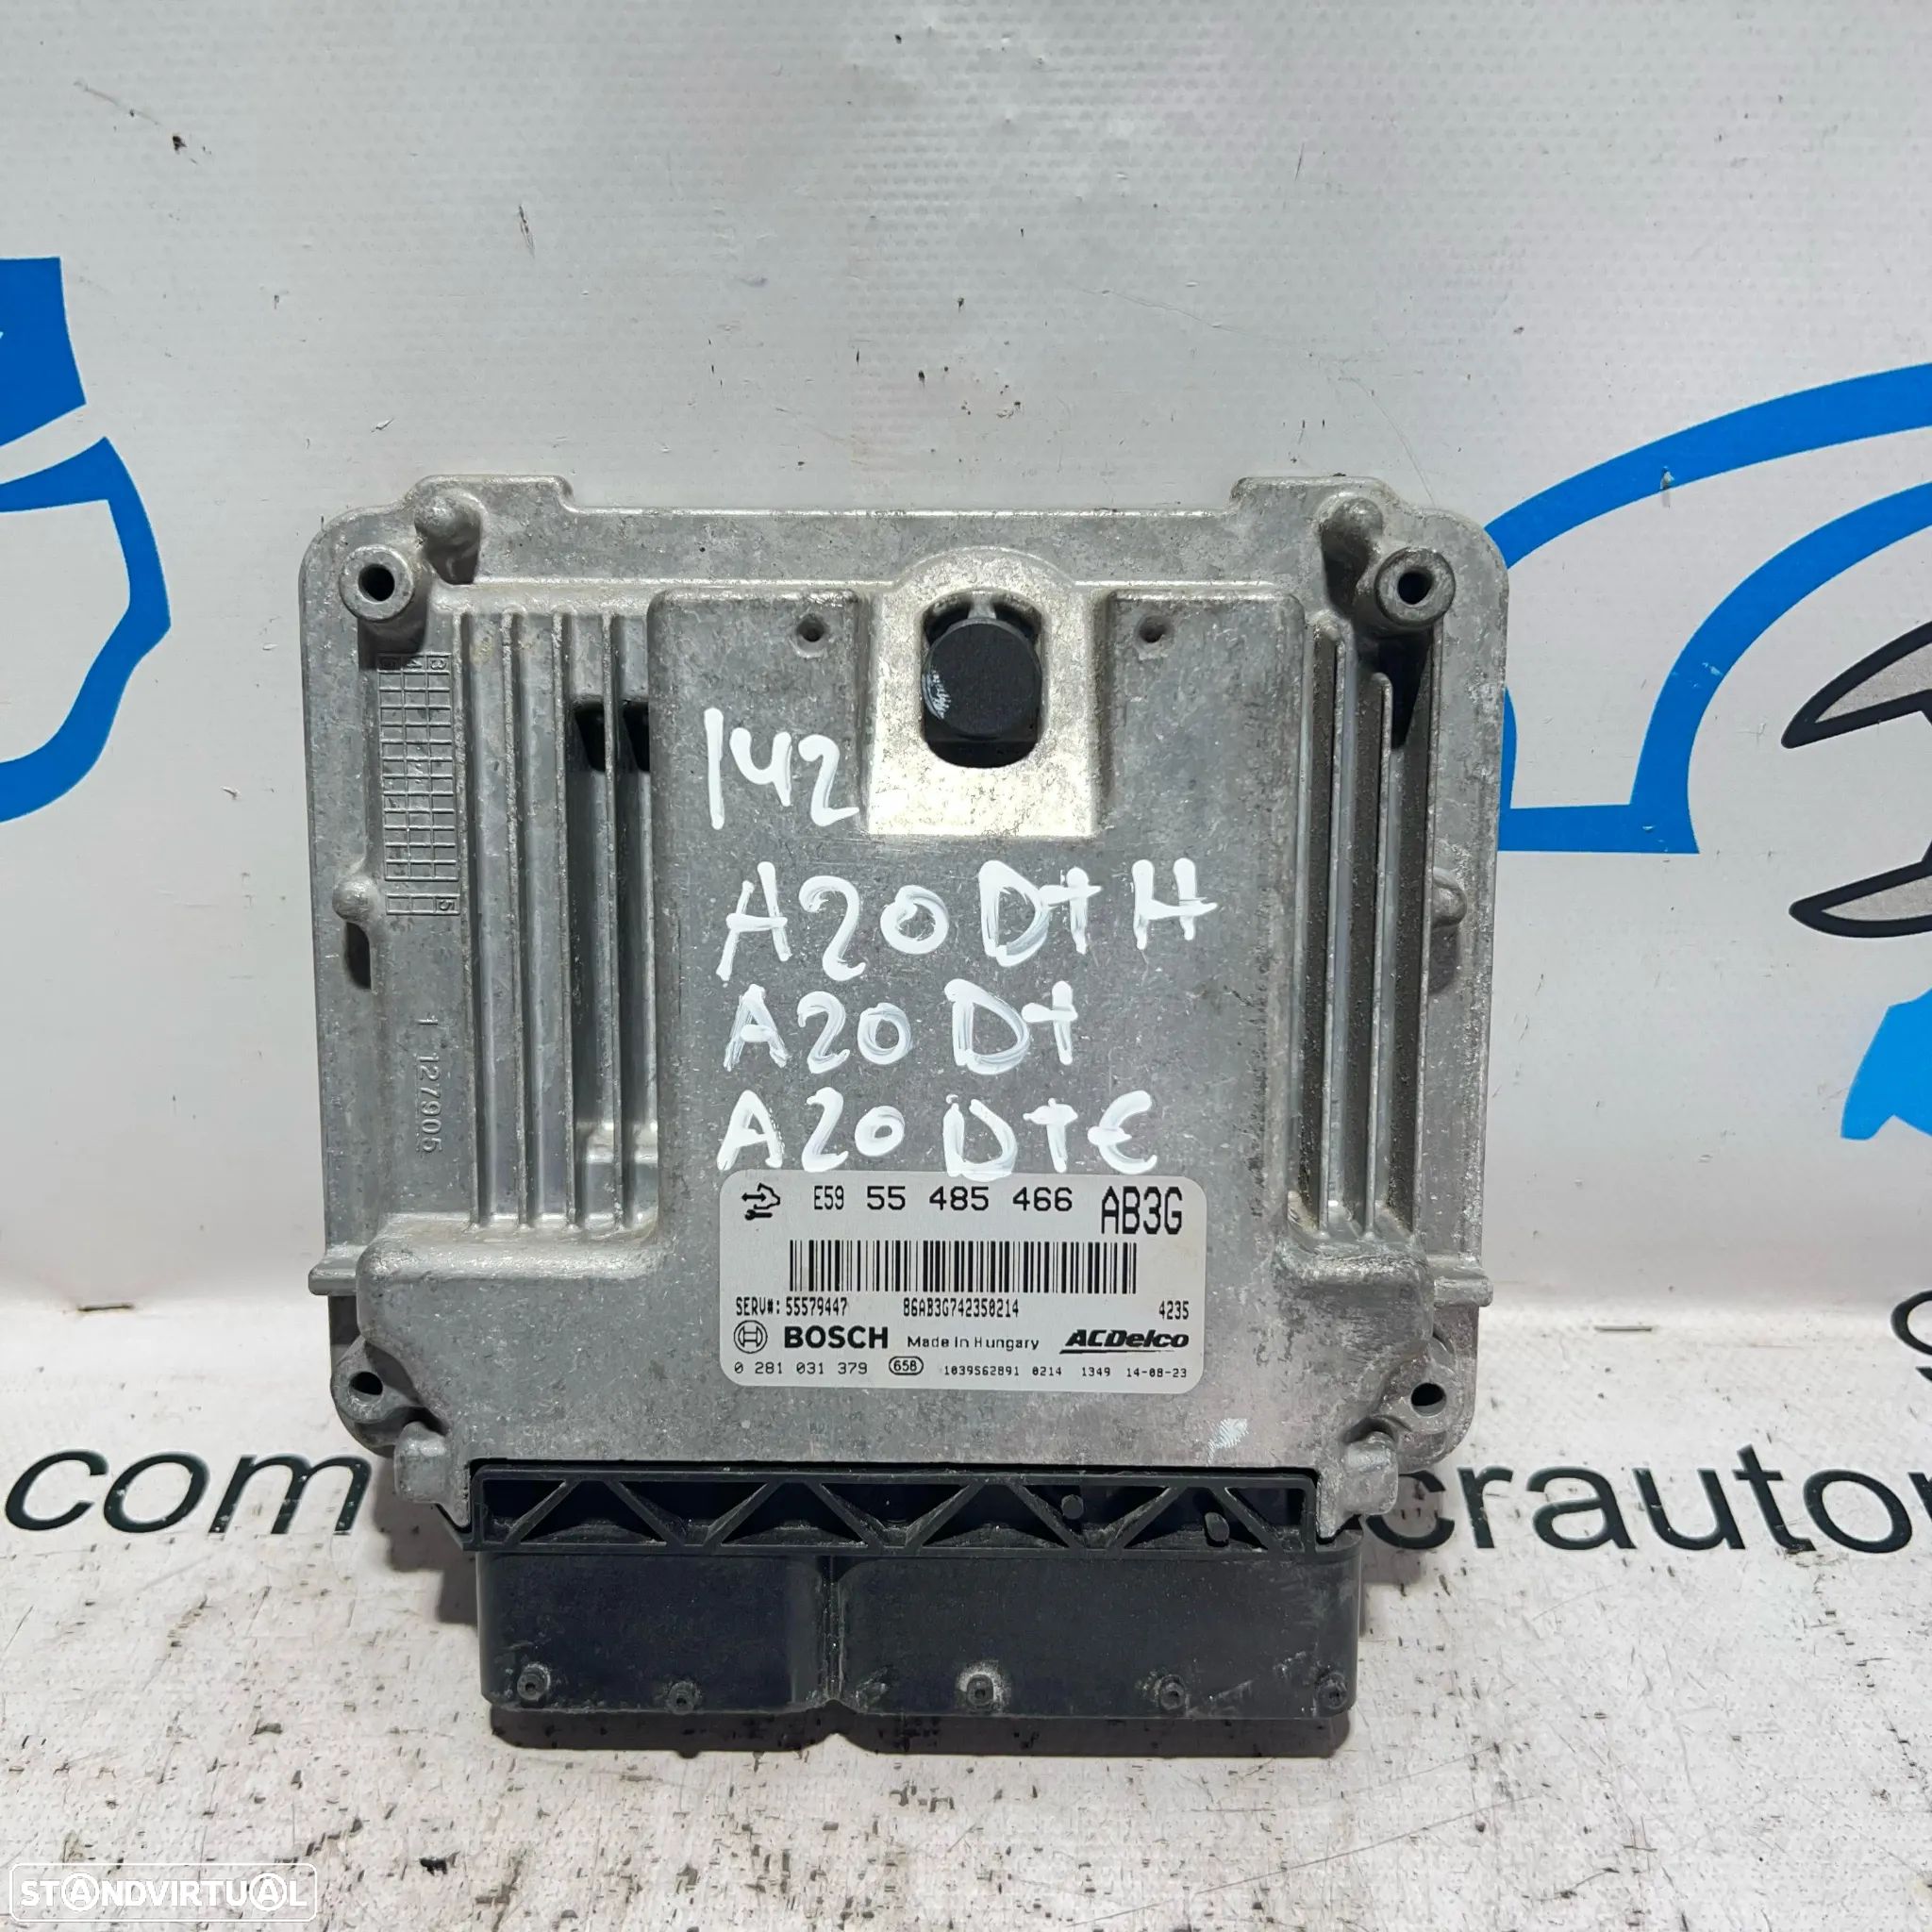 142
A20DTH
A20DT
A20DTE
1 127905
E59 55 485 466 AB3G
SERV#: 55579447 86AB3G742350214 4235
BOSCH Made in Hungary ACDelco
0 281 031 379 658 1039S62891 0214 1349 14-08-23
com
crauto
STANDVIRTUAL